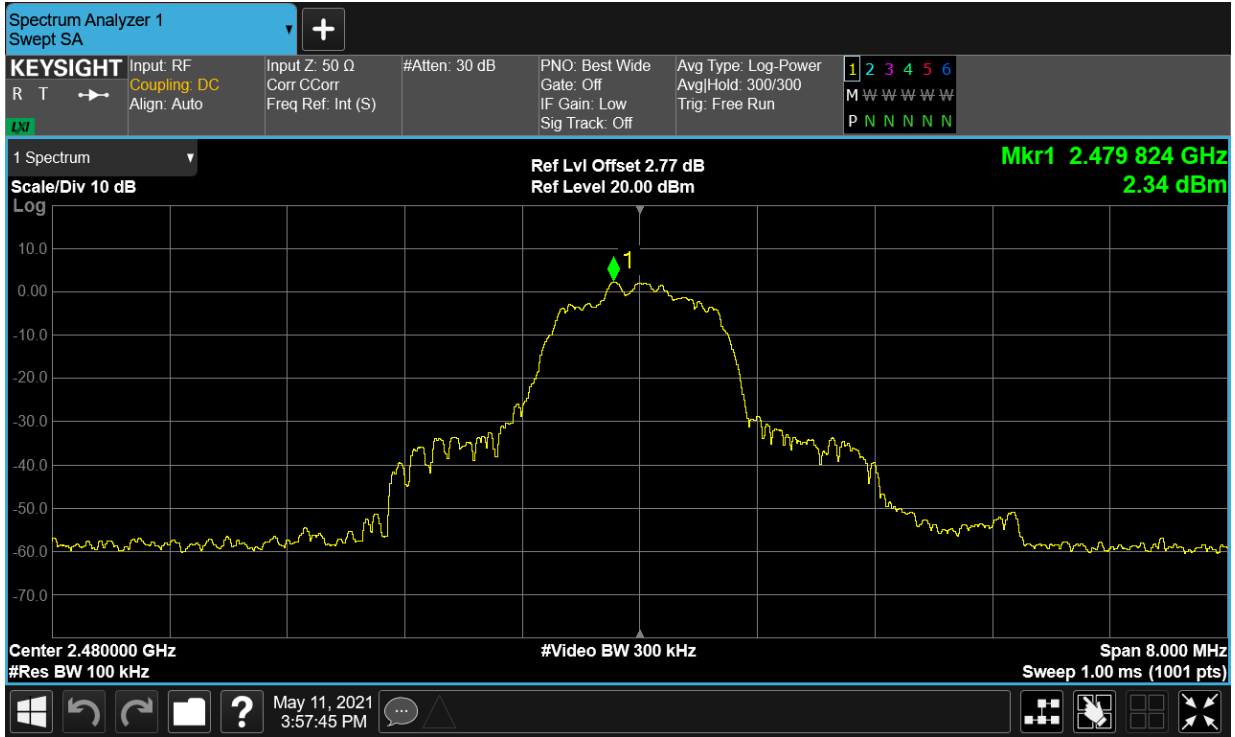 Spectrum Analyzer 1
Swept SA
▼
+
KEYSIGHT
R T
LXI
Input: RF
Coupling: DC
Align: Auto
Input Z: 50 Ω
Corr CCorr
Freq Ref: Int (S)
#Atten: 30 dB
PNO: Best Wide
Gate: Off
IF Gain: Low
Sig Track: Off
Avg Type: Log-Power
Avg|Hold: 300/300
Trig: Free Run
1 2 3 4 5 6
M W W W W W
P N N N N N
1 Spectrum ▼
Scale/Div 10 dB
Log
Ref Lvl Offset 2.77 dB
Ref Level 20.00 dBm
Mkr1 2.479 824 GHz
2.34 dBm
10.0
0.00
-10.0
-20.0
-30.0
-40.0
-50.0
-60.0
-70.0
1
Center 2.480000 GHz
#Res BW 100 kHz
#Video BW 300 kHz
Span 8.000 MHz
Sweep 1.00 ms (1001 pts)
?
May 11, 2021
3:57:45 PM